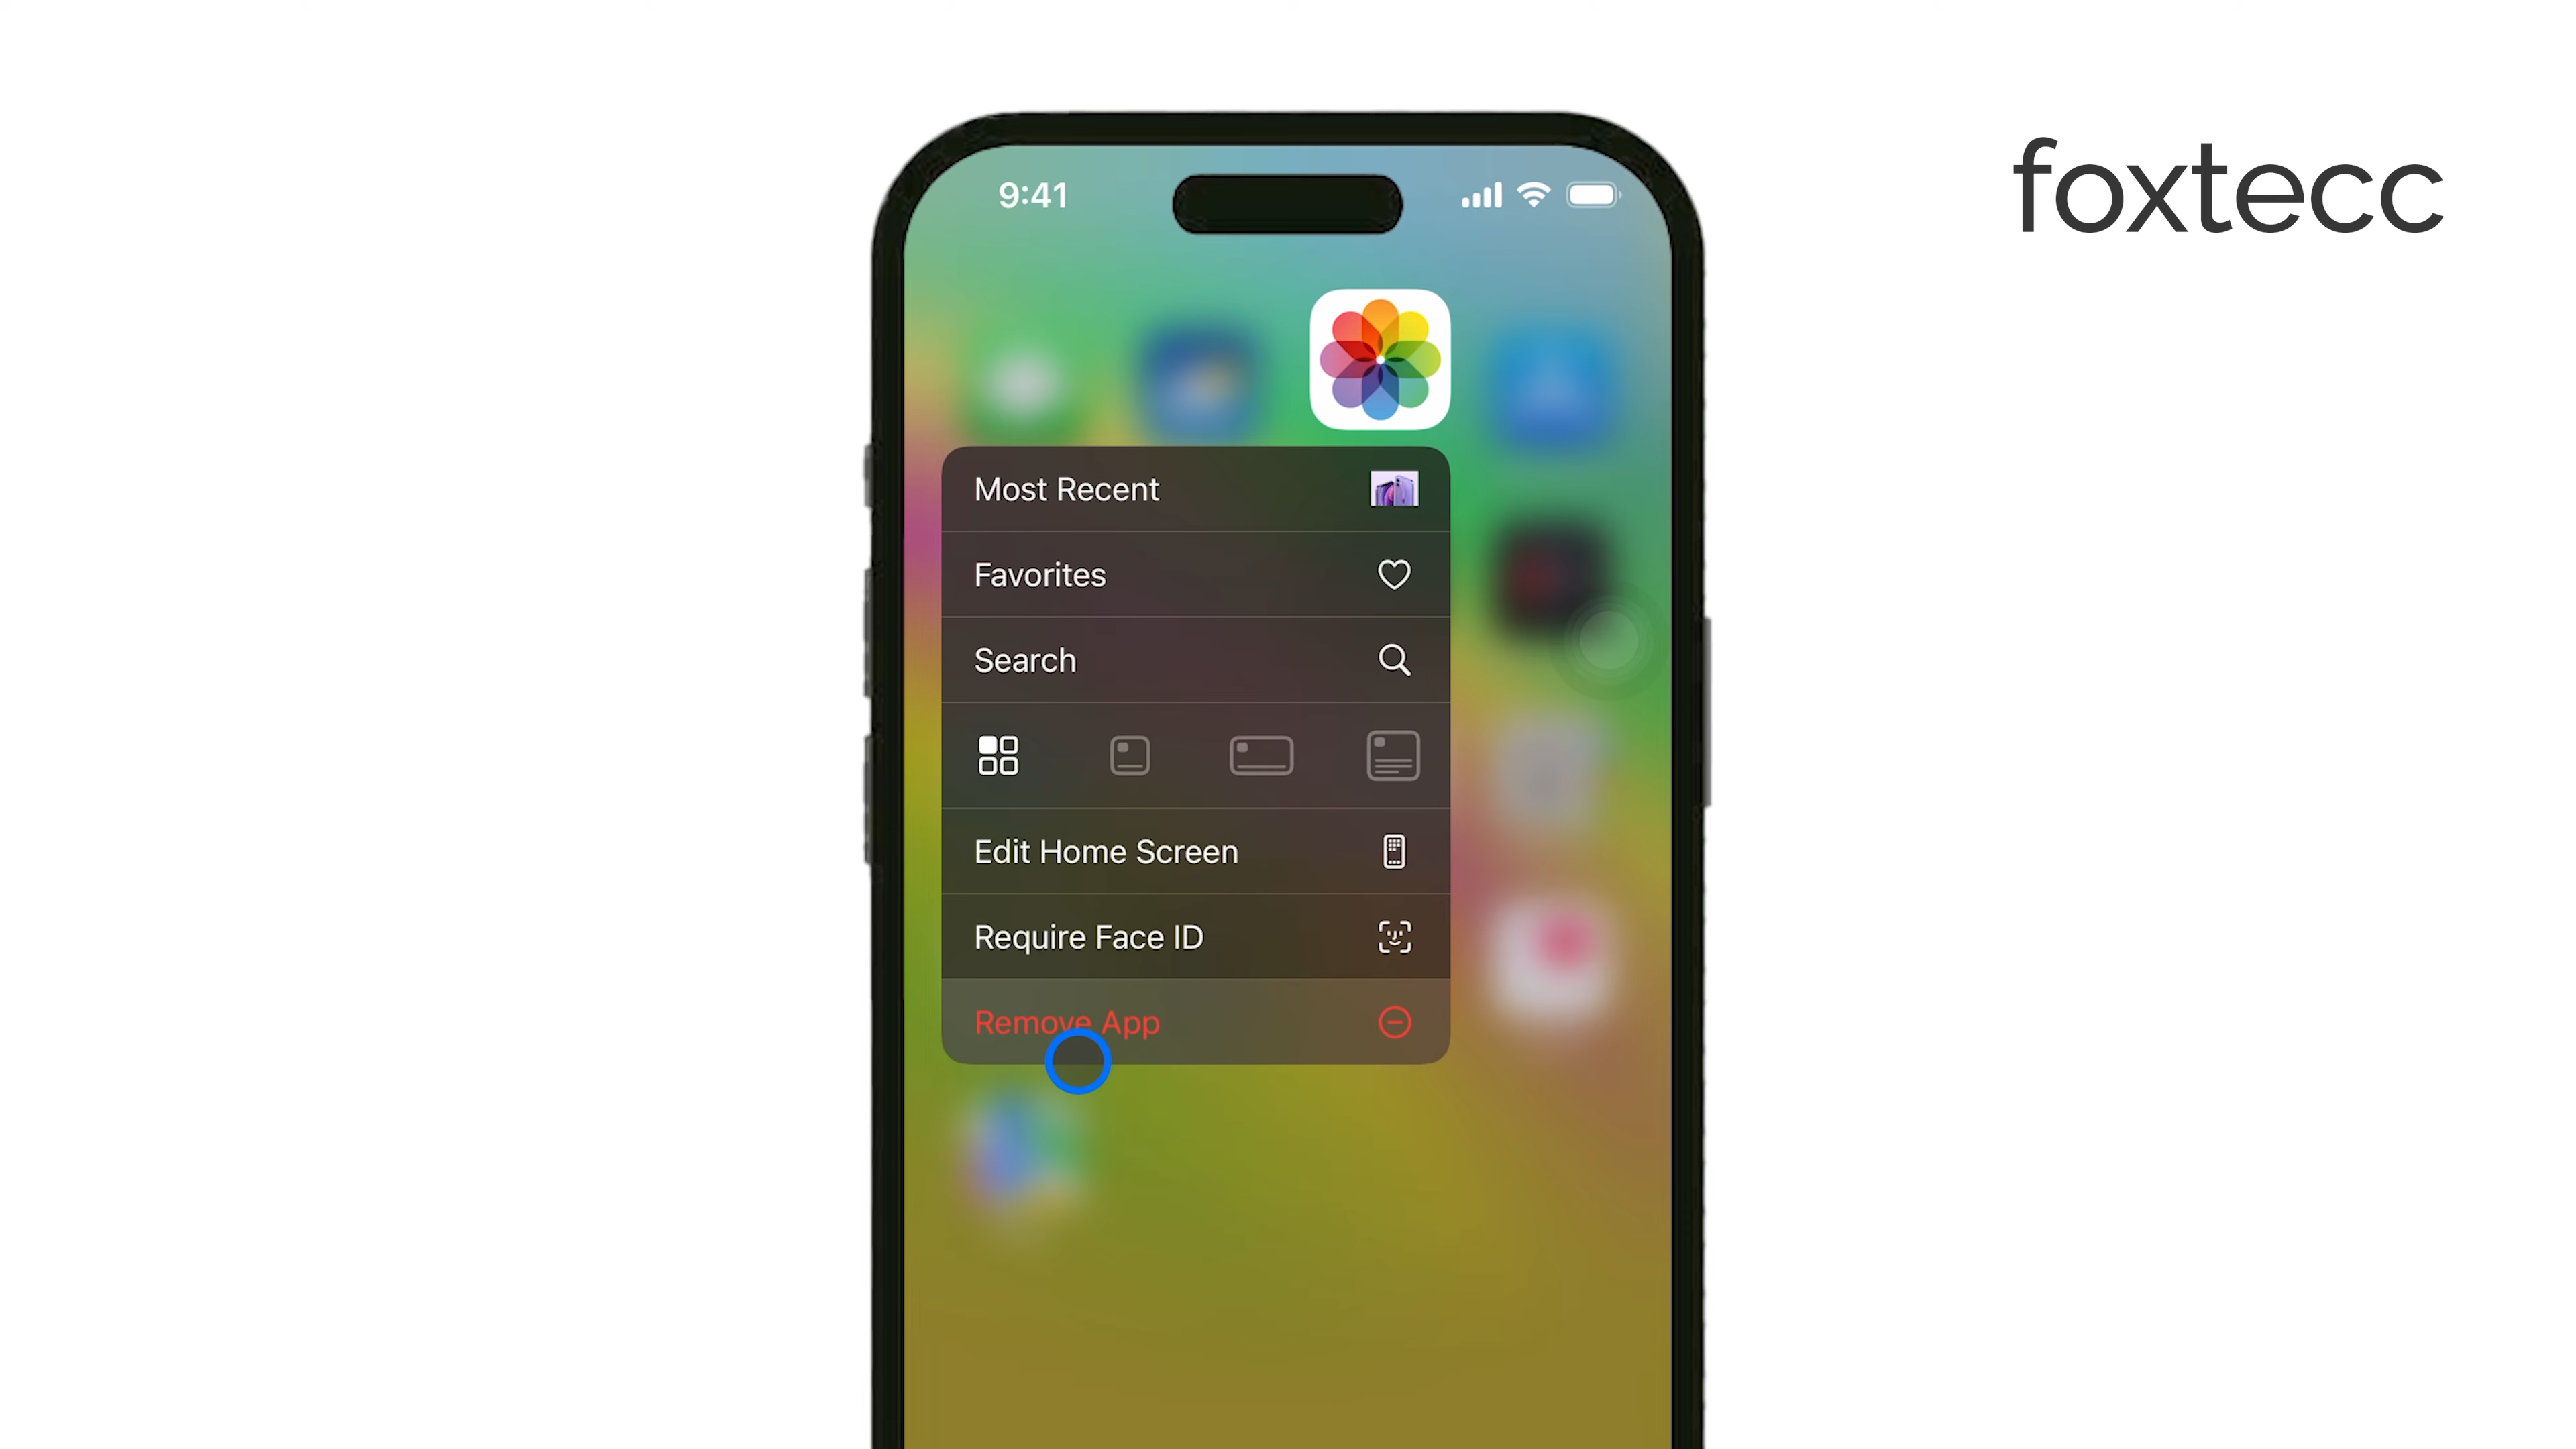 foxtecc
9:41
Most Recent
Favorites
Search
Edit Home Screen
Require Face ID
Remove App